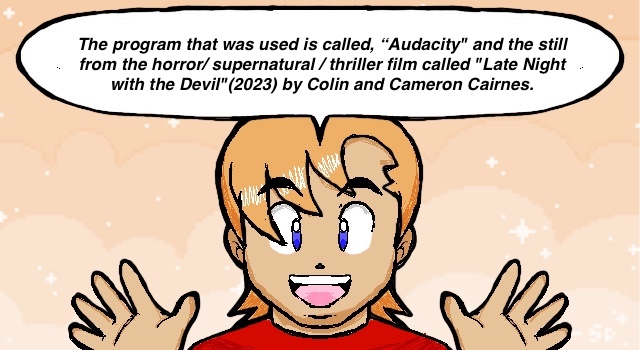 The program that was used is called, “Audacity" and the still
from the horror/ supernatural / thriller film called "Late Night
with the Devil"(2023) by Colin and Cameron Cairnes.